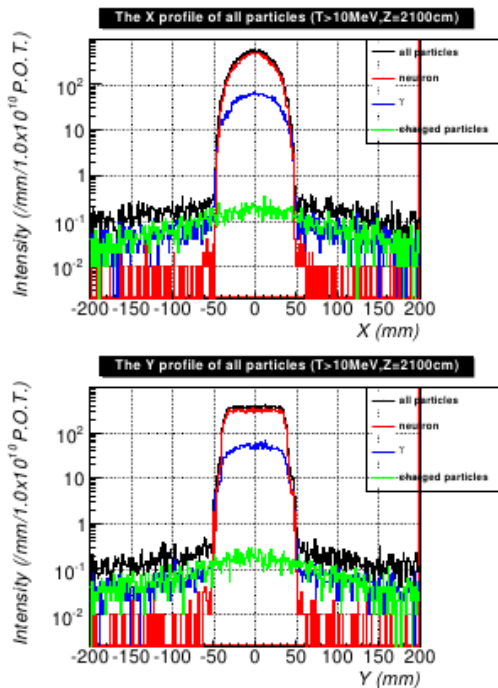 The X profile of all particles (T>10MeV,Z=2100cm)
Intensity (/mm/1.0x10¹⁰ P.O.T.)
all particles
neutron
γ
charged particles
10²
10
1
10⁻¹
10⁻²
-200 -150 -100 -50 0 50 100 150 200
X (mm)
The Y profile of all particles (T>10MeV,Z=2100cm)
Intensity (/mm/1.0x10¹⁰ P.O.T.)
all particles
neutron
γ
charged particles
10²
10
1
10⁻¹
10⁻²
-200 -150 -100 -50 0 50 100 150 200
Y (mm)